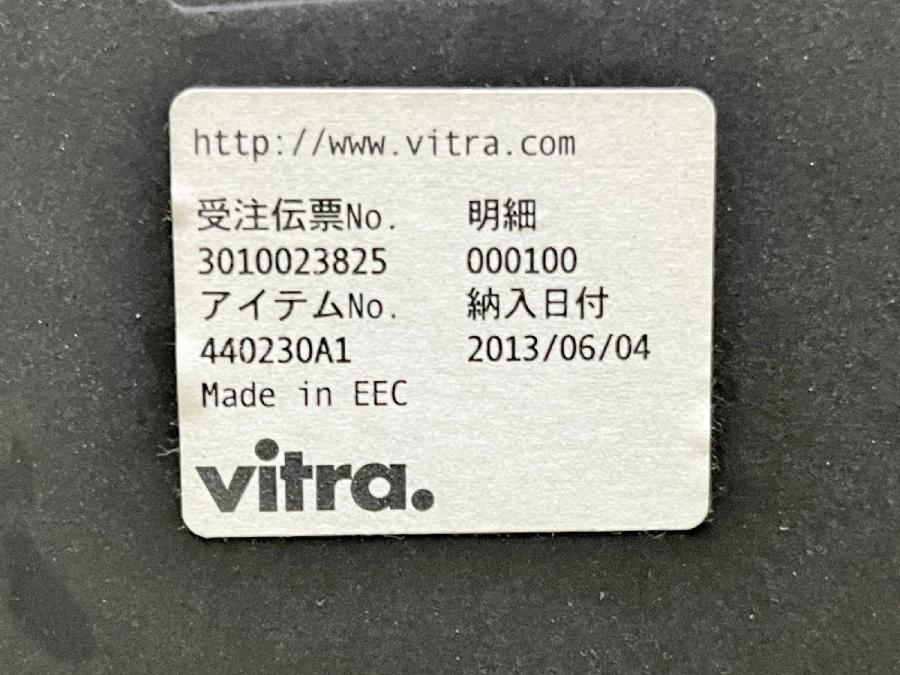 http://www.vitra.com
受注伝票No. 明細
3010023825 000100
アイテムNo. 納入日付
440230A1 2013/06/04
Made in EEC
vitra.